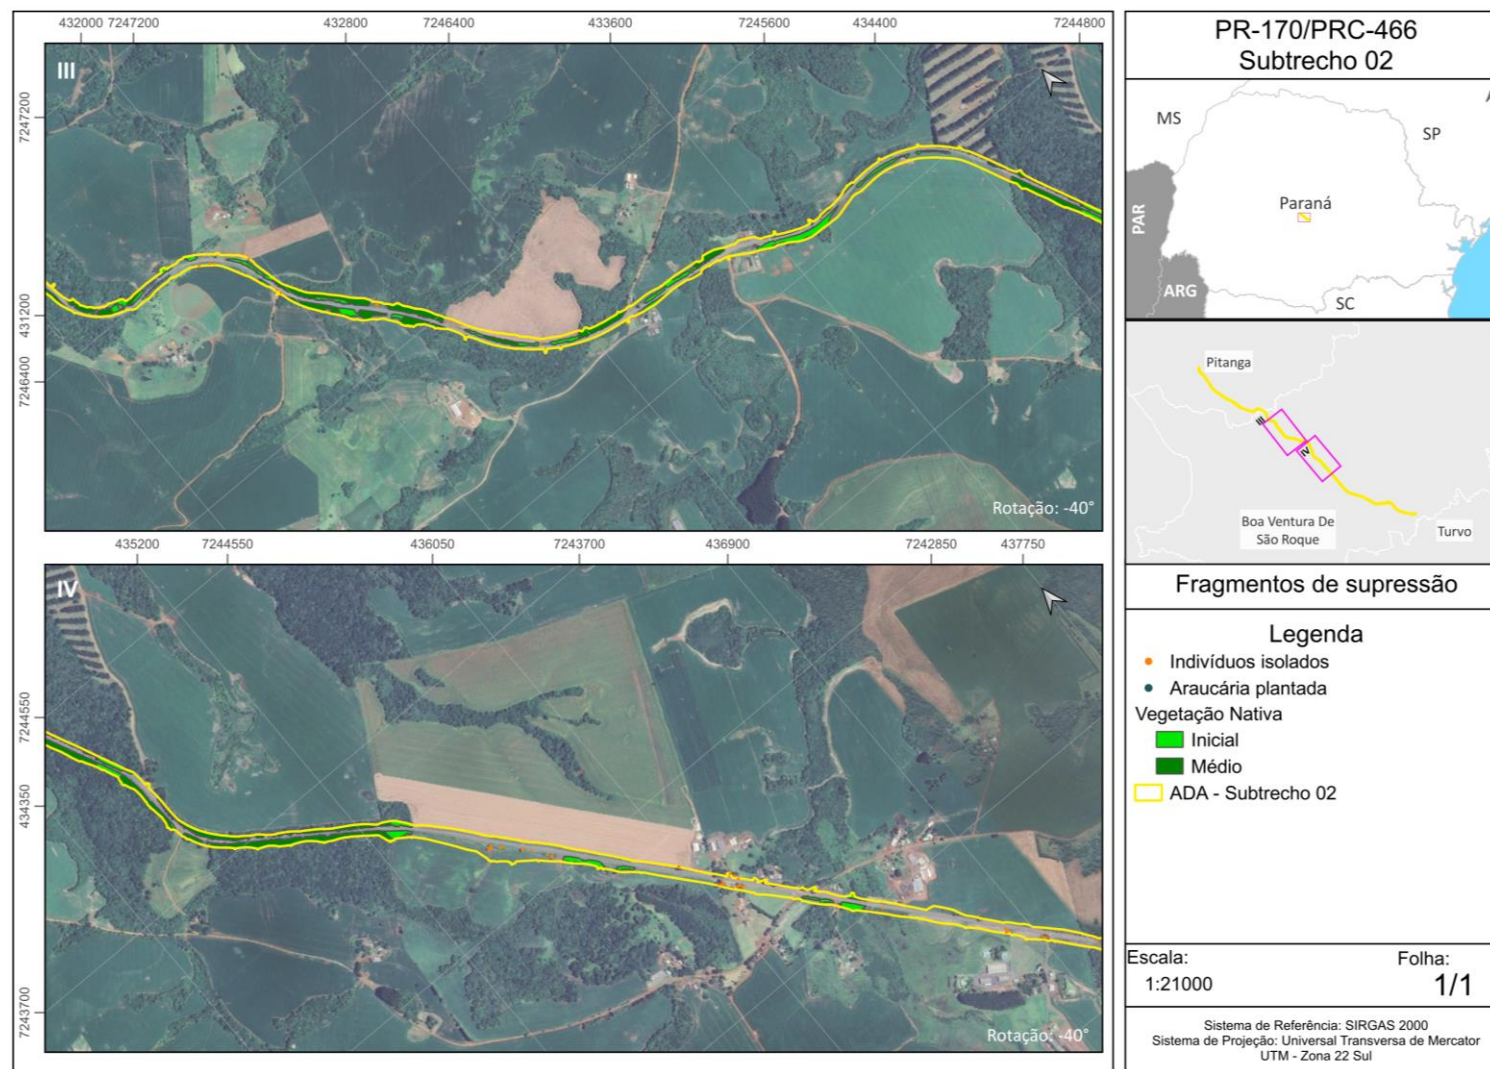 432000 7247200 432800 7246400 433600 7245600 434400 7244800
III
7247200
431200
7246400
Rotação: -40°
435200 7244550 436050 7243700 436900 7242850 437750
IV
7244550
434350
7243700
Rotação: -40°
PR-170/PRC-466
Subtrecho 02
MS
SP
Paraná
PAR
ARG
SC
Pitanga
III
IV
Boa Ventura De
São Roque
Turvo
Fragmentos de supressão
Legenda
Indivíduos isolados
Araucária plantada
Vegetação Nativa
Inicial
Médio
ADA - Subtrecho 02
Escala:
1:21000
Folha:
1/1
Sistema de Referência: SIRGAS 2000
Sistema de Projeção: Universal Transversa de Mercator
UTM - Zona 22 Sul